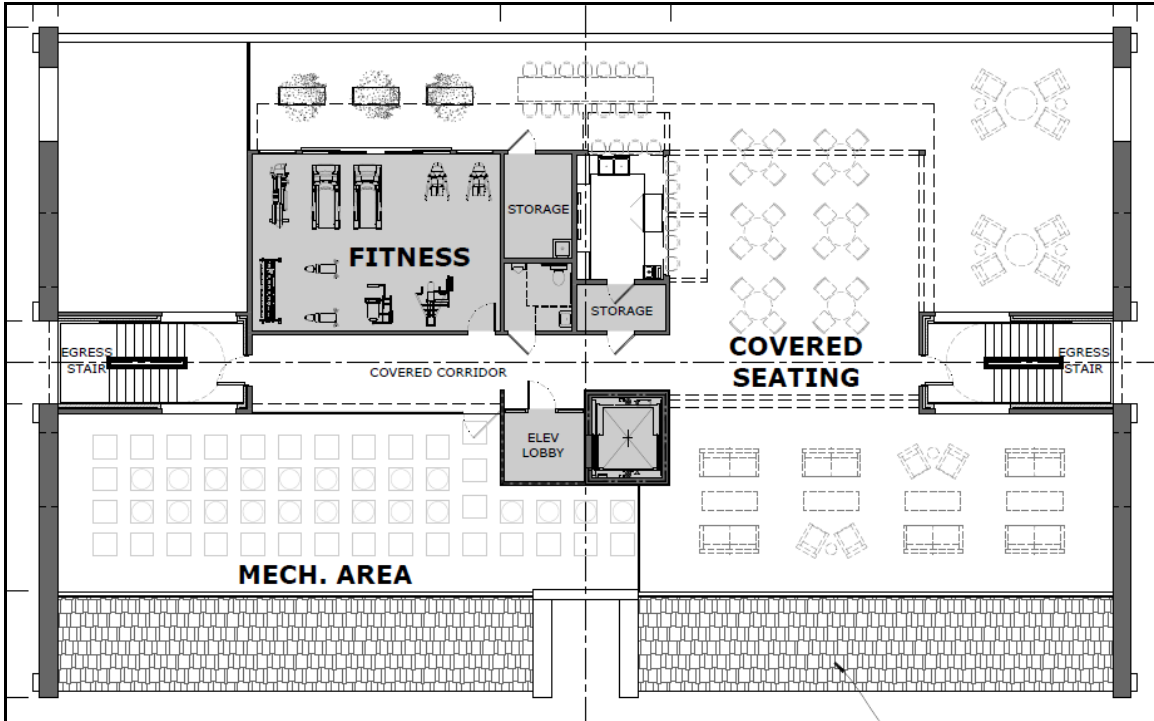 STORAGE
FITNESS
STORAGE
EGRESS
STAIR
COVERED CORRIDOR
COVERED
SEATING
EGRESS
STAIR
ELEV
LOBBY
MECH. AREA